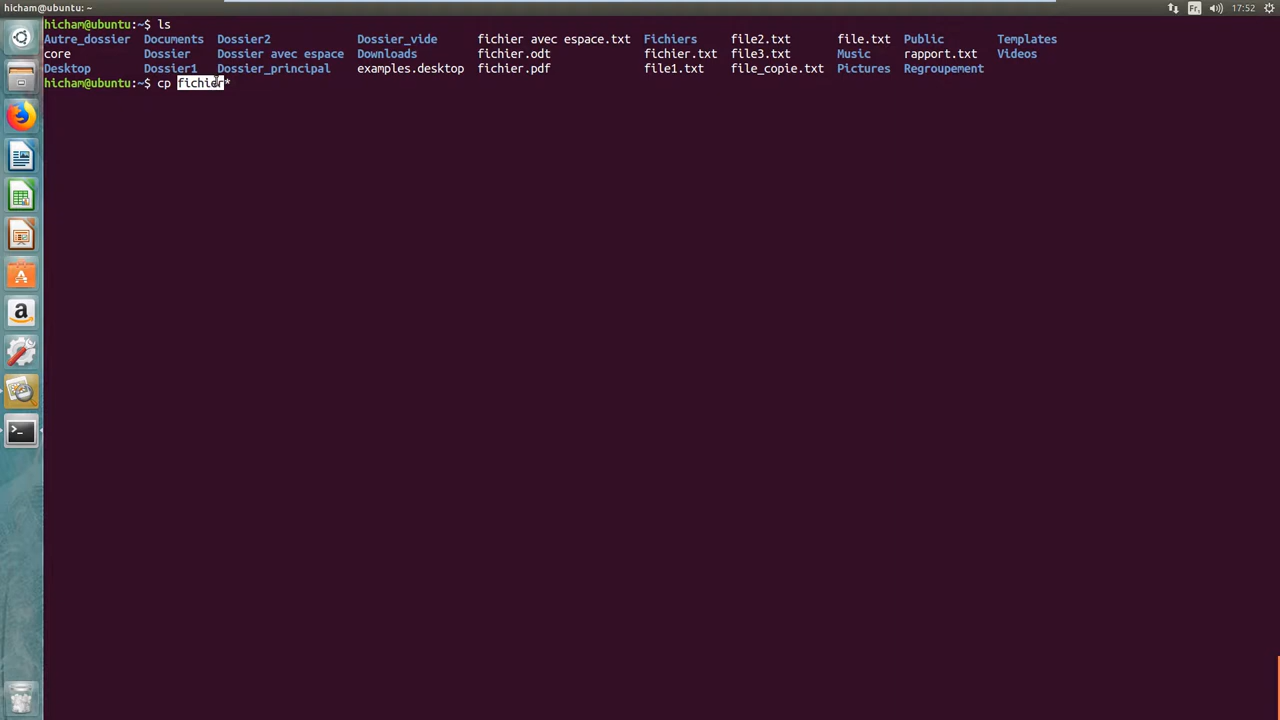 hicham@ubuntu: ~ Fr 17:52
hicham@ubuntu:~$ ls
Autre_dossier Documents Dossier2 Dossier_vide fichier avec espace.txt Fichiers file2.txt file.txt Public Templates
core Dossier Dossier avec espace Downloads fichier.odt fichier.txt file3.txt Music rapport.txt Videos
Desktop Dossier1 Dossier_principal examples.desktop fichier.pdf file1.txt file_copie.txt Pictures Regroupement
hicham@ubuntu:~$ cp fichier*